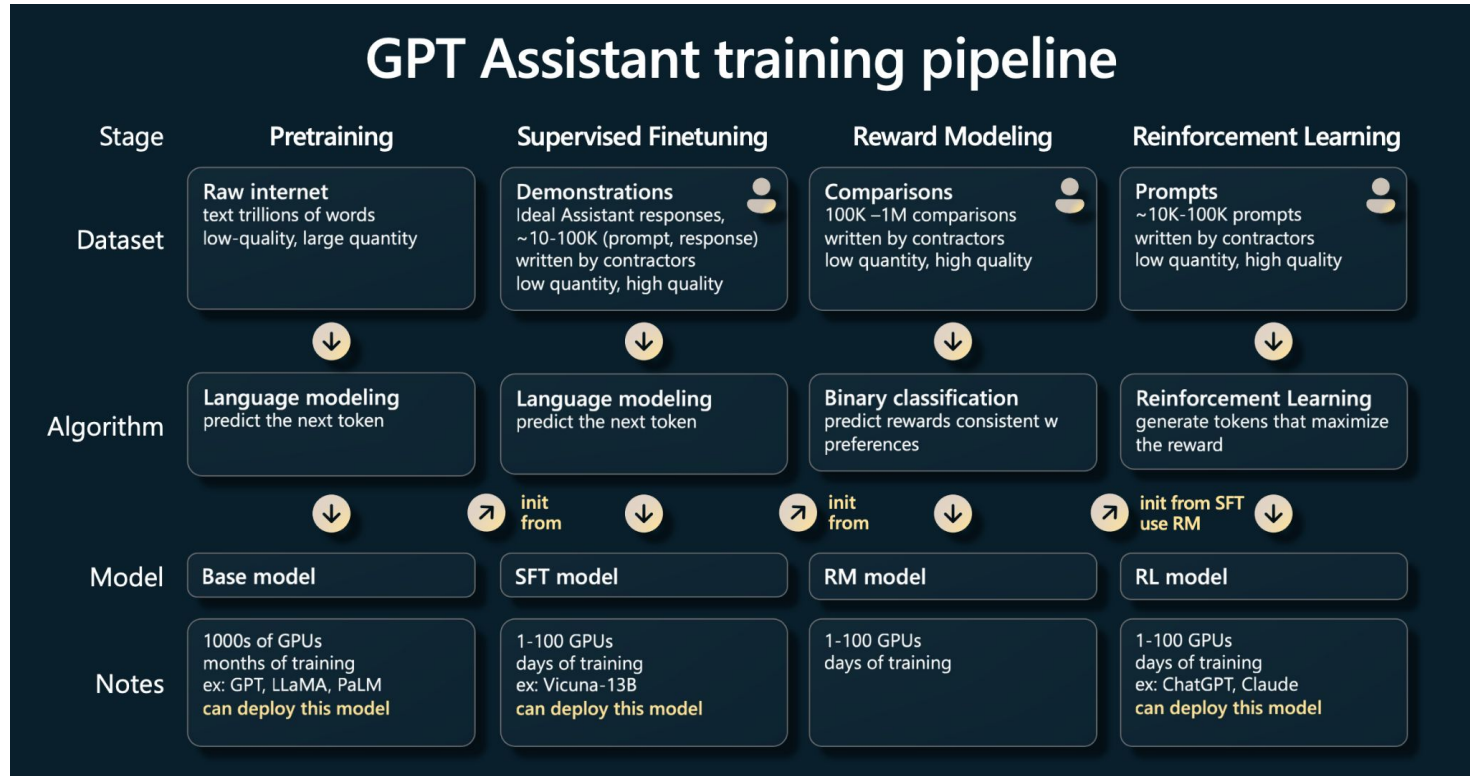 GPT Assistant training pipeline
Stage
Pretraining
Supervised Finetuning
Reward Modeling
Reinforcement Learning
Dataset
Raw internet
text trillions of words
low-quality, large quantity
Demonstrations
Ideal Assistant responses,
~10-100K (prompt, response)
written by contractors
low quantity, high quality
Comparisons
100K –1M comparisons
written by contractors
low quantity, high quality
Prompts
~10K-100K prompts
written by contractors
low quantity, high quality
Algorithm
Language modeling
predict the next token
Language modeling
predict the next token
Binary classification
predict rewards consistent w
preferences
Reinforcement Learning
generate tokens that maximize
the reward
init
from
init
from
init from SFT
use RM
Model
Base model
SFT model
RM model
RL model
Notes
1000s of GPUs
months of training
ex: GPT, LLaMA, PaLM
can deploy this model
1-100 GPUs
days of training
ex: Vicuna-13B
can deploy this model
1-100 GPUs
days of training
1-100 GPUs
days of training
ex: ChatGPT, Claude
can deploy this model